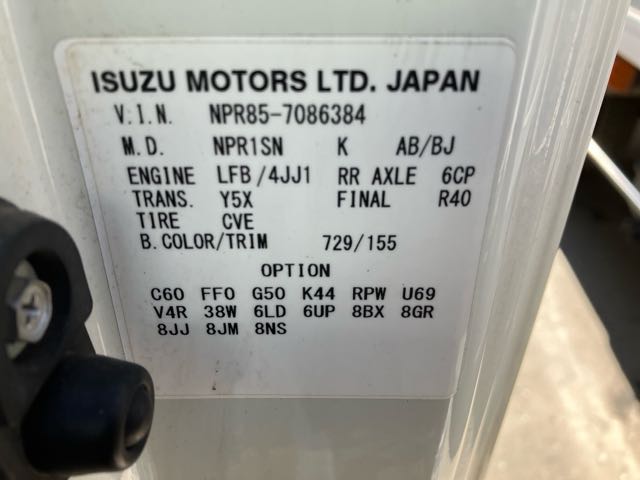 ISUZU MOTORS LTD. JAPAN
V.I.N. NPR85-7086384
M.D. NPR1SN K AB/BJ
ENGINE LFB/4JJ1 RR AXLE 6CP
TRANS. Y5X FINAL R40
TIRE CVE
B.COLOR/TRIM 729/155
OPTION
C60 FF0 G50 K44 RPW U69
V4R 38W 6LD 6UP 8BX 8GR
8JJ 8JM 8NS